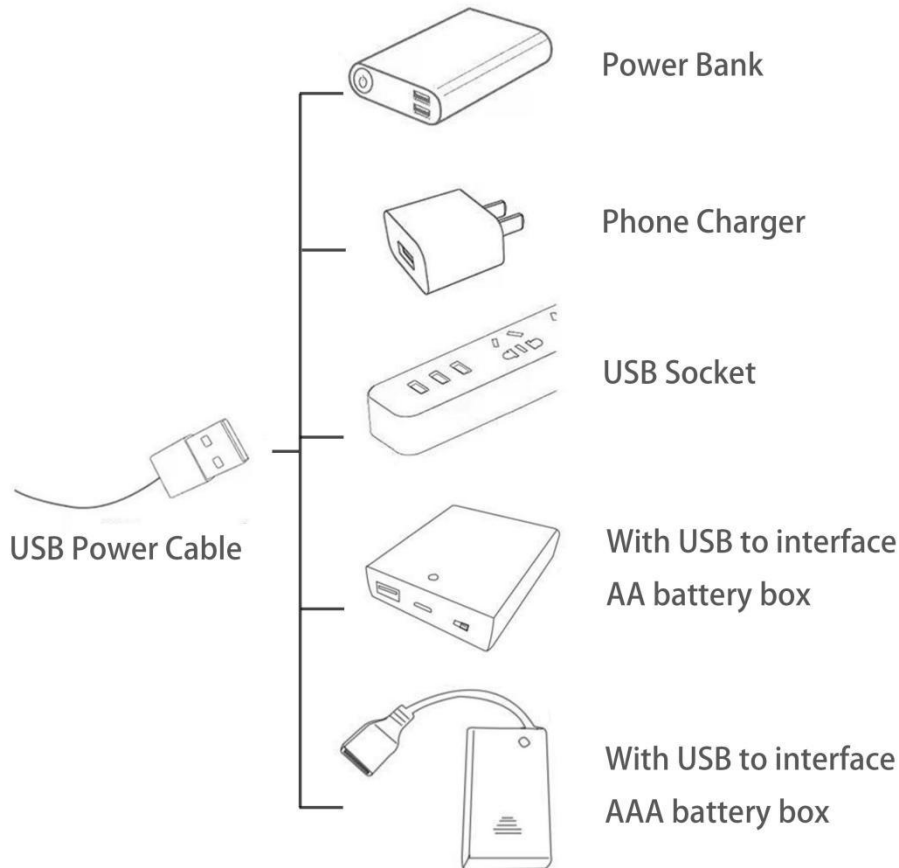 Power Bank
Phone Charger
USB Socket
USB Power Cable
With USB to interface
AA battery box
With USB to interface
AAA battery box